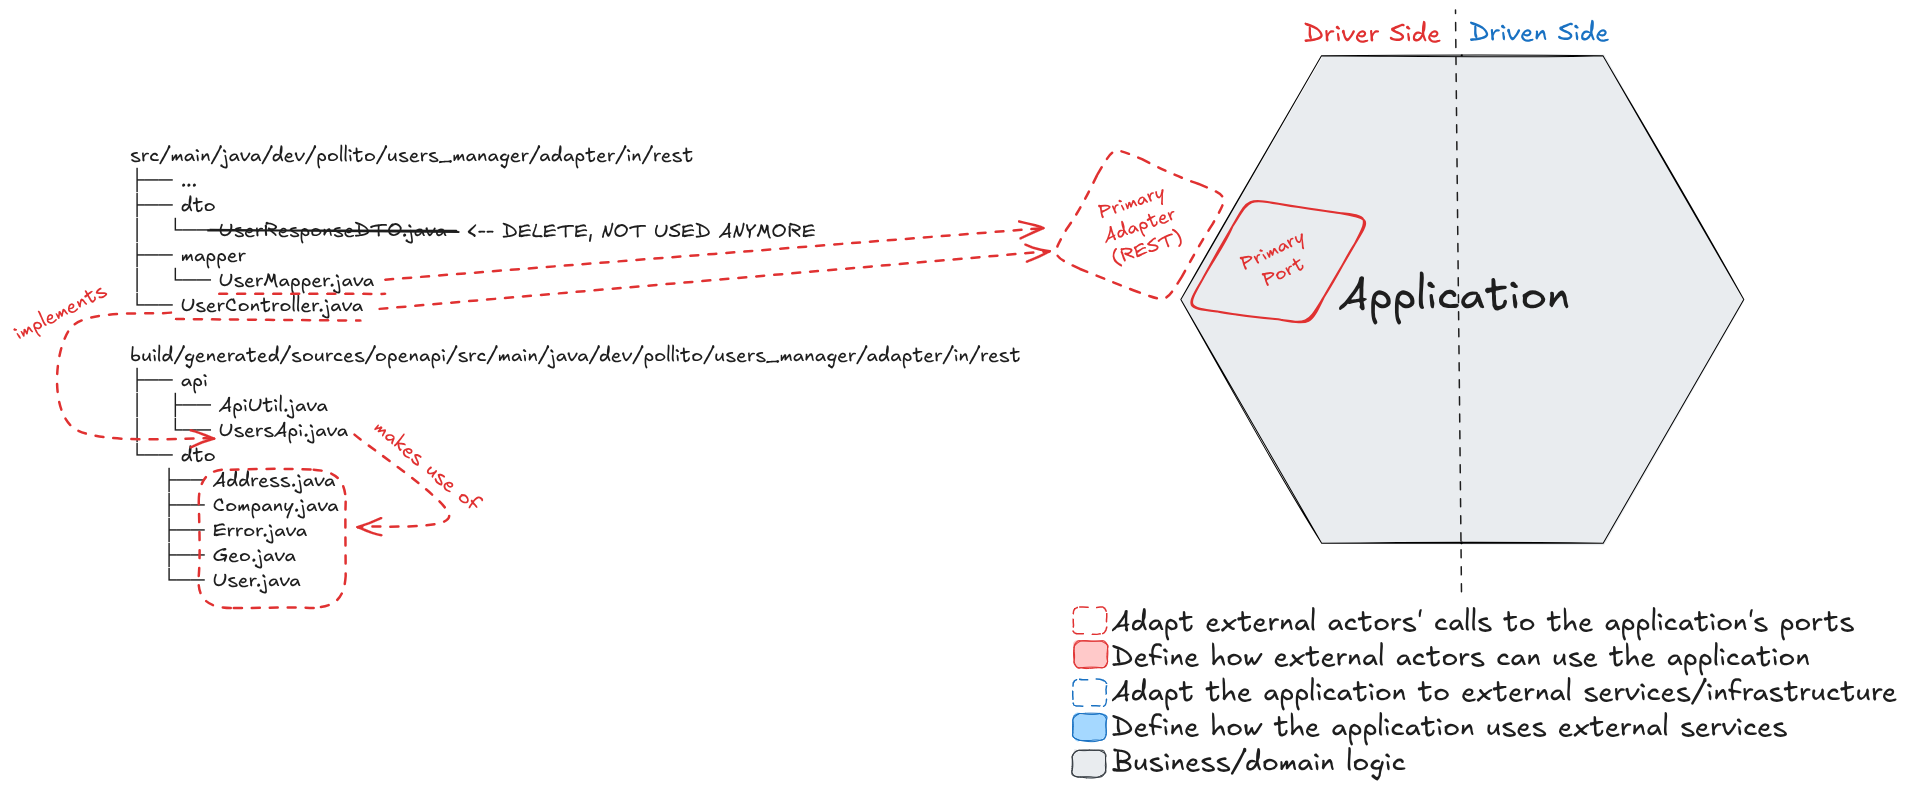 Driver Side
Driven Side
src/main/java/dev/pollito/users_manager/adapter/in/rest
...
dto
UserResponseDTO.java <-- DELETE, NOT USED ANYMORE
mapper
UserMapper.java
UserController.java
implements
build/generated/sources/openapi/src/main/java/dev/pollito/users_manager/adapter/in/rest
api
ApiUtil.java
UsersApi.java
makes use of
dto
Address.java
Company.java
Error.java
Geo.java
User.java
Primary
Adapter
(REST)
Primary
Port
Application
Adapt external actors' calls to the application's ports
Define how external actors can use the application
Adapt the application to external services/infrastructure
Define how the application uses external services
Business/domain logic